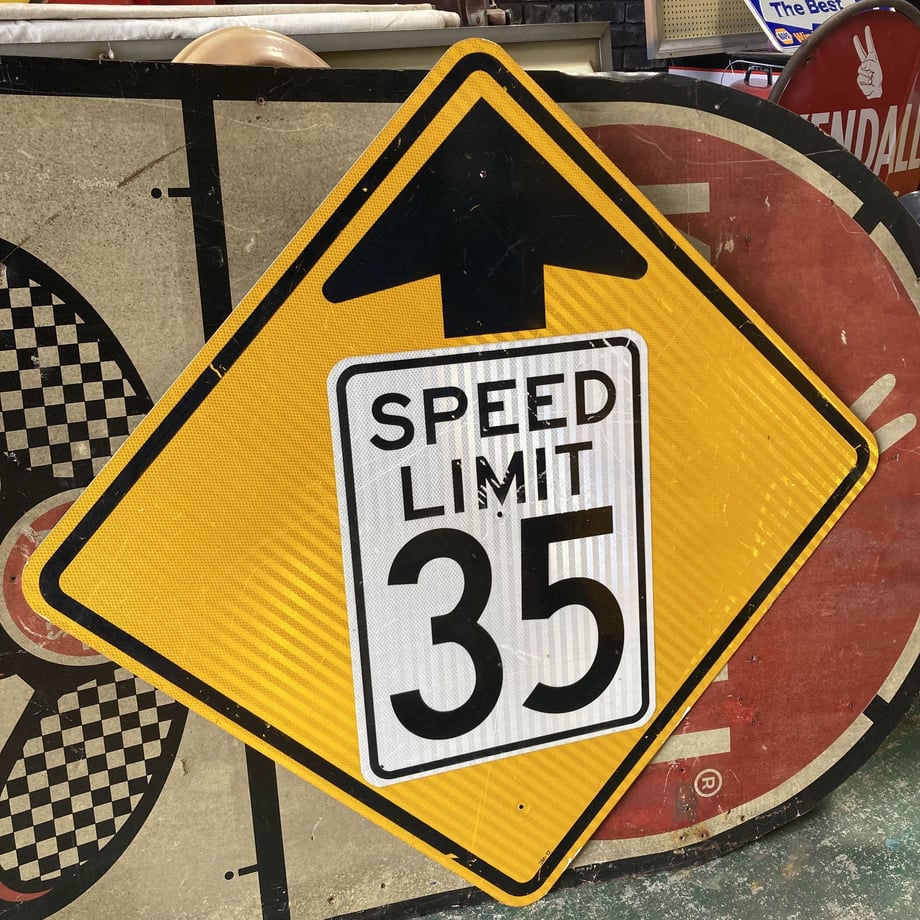 The Best
KENDALL
SPEED
LIMIT
35
®